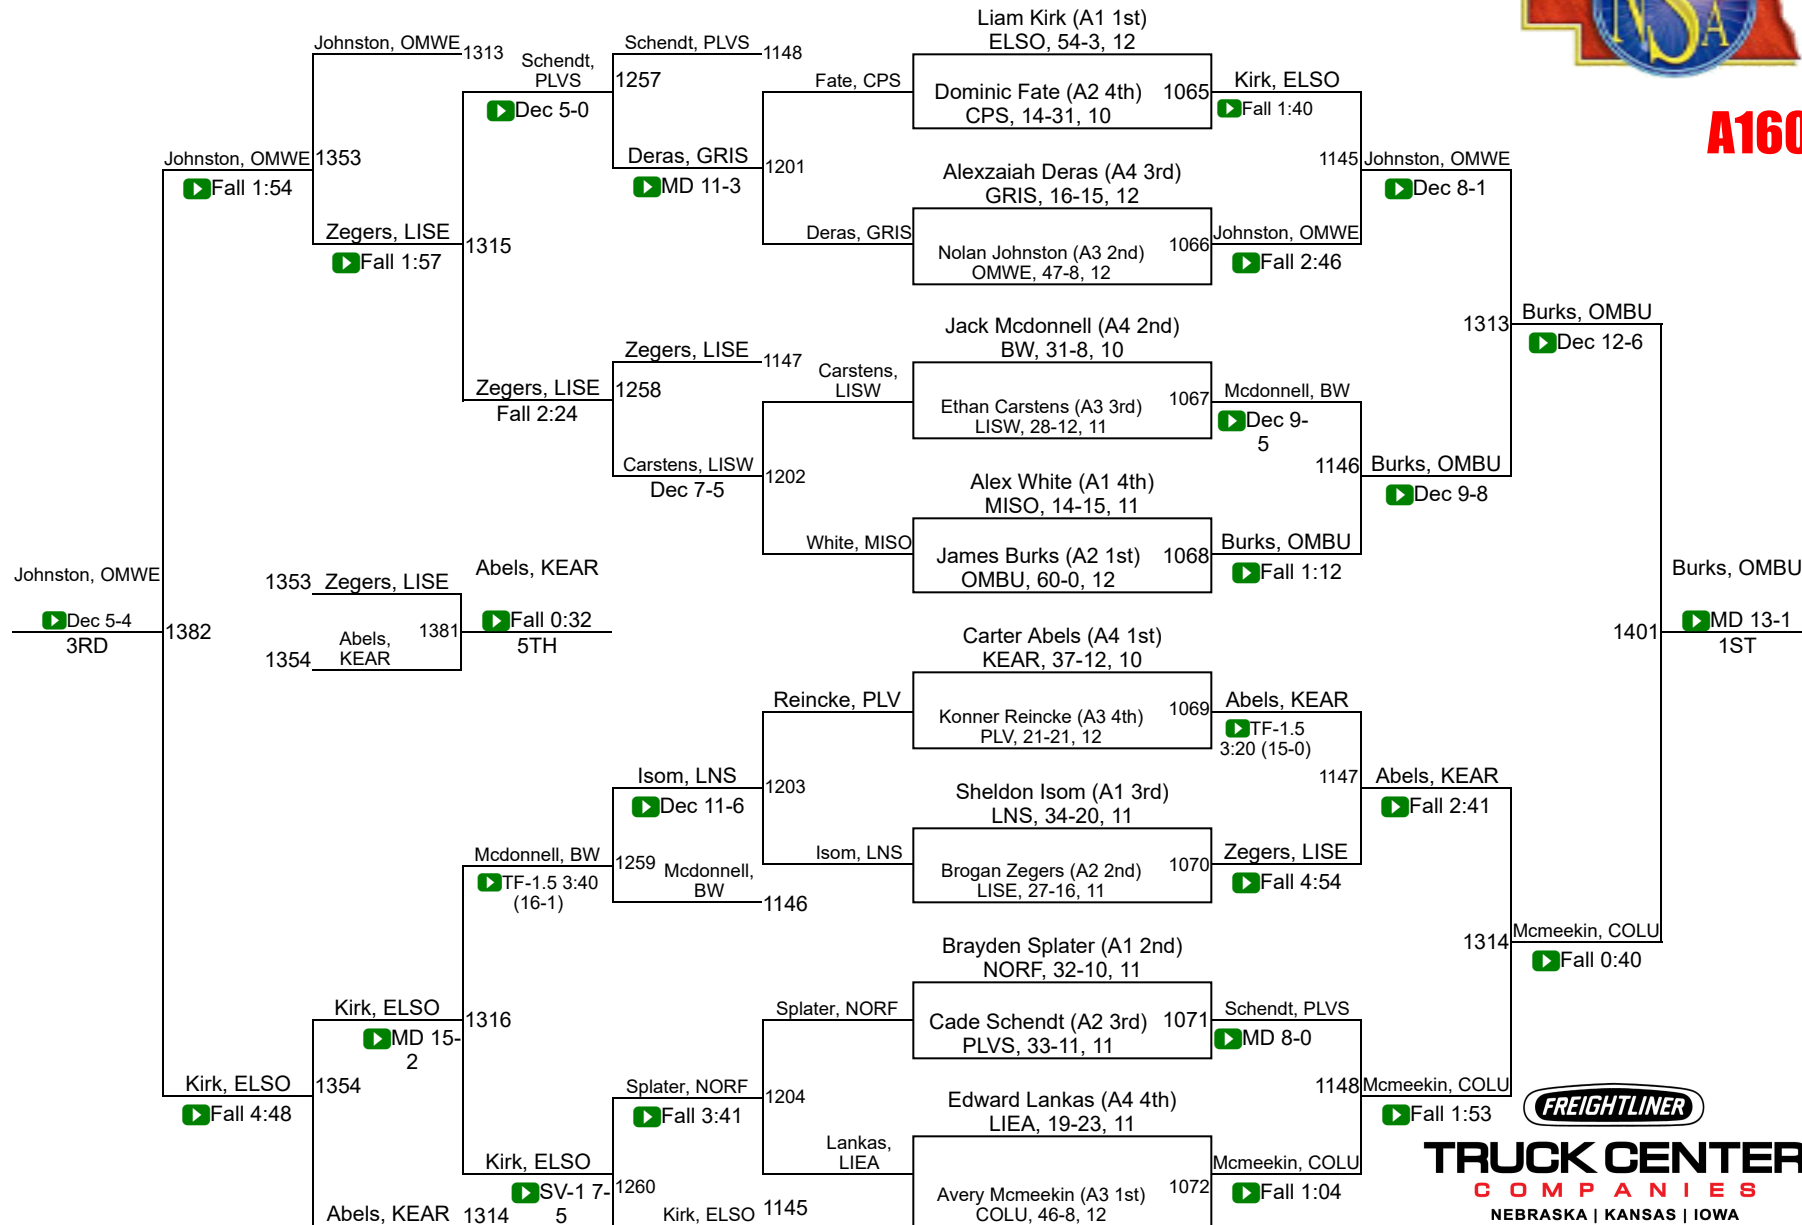 Liam Kirk (A1 1st)
ELSO, 54-3, 12
Dominic Fate (A2 4th)
CPS, 14-31, 10
1065
Alexzaiah Deras (A4 3rd)
GRIS, 16-15, 12
Nolan Johnston (A3 2nd)
OMWE, 47-8, 12
1066
Jack Mcdonnell (A4 2nd)
BW, 31-8, 10
Ethan Carstens (A3 3rd)
LISW, 28-12, 11
1067
Alex White (A1 4th)
MISO, 14-15, 11
James Burks (A2 1st)
OMBU, 60-0, 12
1068
Carter Abels (A4 1st)
KEAR, 37-12, 10
Konner Reincke (A3 4th)
PLV, 21-21, 12
1069
Sheldon Isom (A1 3rd)
LNS, 34-20, 11
Brogan Zegers (A2 2nd)
LISE, 27-16, 11
1070
Brayden Splater (A1 2nd)
NORF, 32-10, 11
Cade Schendt (A2 3rd)
PLVS, 33-11, 11
1071
Edward Lankas (A4 4th)
LIEA, 19-23, 11
Avery Mcmeekin (A3 1st)
COLU, 46-8, 12
1072
Kirk, ELSO
Fall 1:40
Johnston, OMWE
Fall 2:46
Mcdonnell, BW
Dec 9-
5
Burks, OMBU
Fall 1:12
Abels, KEAR
TF-1.5
3:20 (15-0)
Zegers, LISE
Fall 4:54
Schendt, PLVS
MD 8-0
Mcmeekin, COLU
Fall 1:04
1145
Johnston, OMWE
Dec 8-1
1146
Burks, OMBU
Dec 9-8
1147
Abels, KEAR
Fall 2:41
1148
Mcmeekin, COLU
Fall 1:53
1313
Burks, OMBU
Dec 12-6
1314
Mcmeekin, COLU
Fall 0:40
1401
Burks, OMBU
MD 13-1
1ST
Fate, CPS
Deras, GRIS
Carstens,
LISW
White, MISO
Reincke, PLV
Isom, LNS
Splater, NORF
Lankas,
LIEA
Schendt, PLVS
1148
Deras, GRIS
MD 11-3
1201
Zegers, LISE
1147
Carstens, LISW
Dec 7-5
1202
Isom, LNS
Dec 11-6
1203
Mcdonnell,
BW
1146
Splater, NORF
Fall 3:41
1204
Kirk, ELSO
1145
Schendt,
PLVS
Dec 5-0
1257
Zegers, LISE
Fall 2:24
1258
Mcdonnell, BW
TF-1.5 3:40
(16-1)
1259
Kirk, ELSO
SV-1 7-
5
1260
Johnston, OMWE
1313
Zegers, LISE
Fall 1:57
1315
Kirk, ELSO
MD 15-
2
1316
Abels, KEAR
1314
Johnston, OMWE
Fall 1:54
1353
Kirk, ELSO
Fall 4:48
1354
Johnston, OMWE
Dec 5-4
3RD
1382
1353
Zegers, LISE
1354
Abels,
KEAR
1381
Abels, KEAR
Fall 0:32
5TH
NSA
A160
FREIGHTLINER
TRUCK CENTER
COMPANIES
NEBRASKA | KANSAS | IOWA